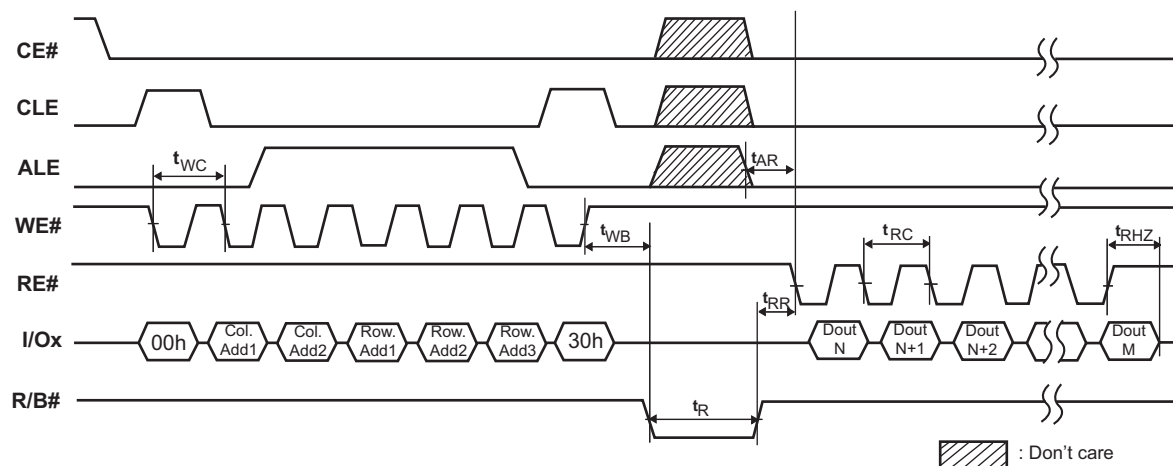 CE#
CLE
ALE
tWC
tAR
WE#
tWB
tRC
tRHZ
RE#
tRR
I/Ox
00h
Col.
Add1
Col.
Add2
Row.
Add1
Row.
Add2
Row.
Add3
30h
Dout
N
Dout
N+1
Dout
N+2
Dout
M
R/B#
tR
: Don't care